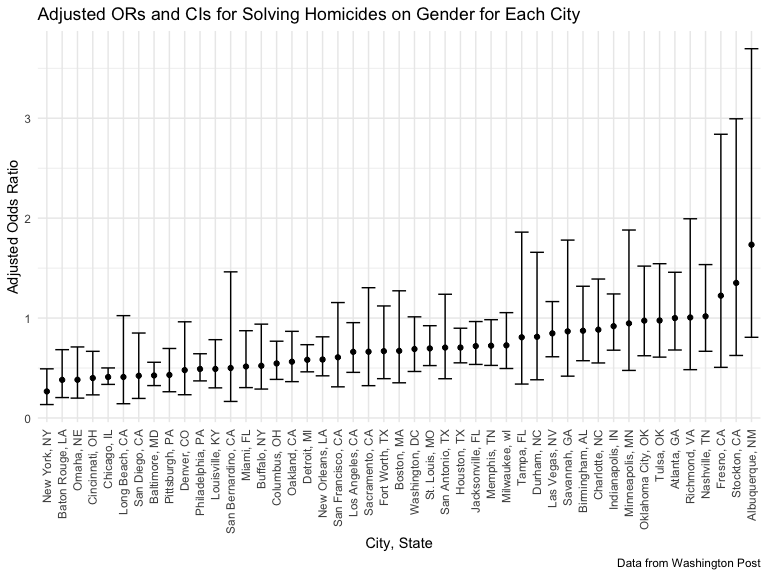 Adjusted ORs and CIs for Solving Homicides on Gender for Each City
Adjusted Odds Ratio
3
2
1
0
New York, NY
Baton Rouge, LA
Omaha, NE
Cincinnati, OH
Chicago, IL
Long Beach, CA
San Diego, CA
Baltimore, MD
Pittsburgh, PA
Denver, CO
Philadelphia, PA
Louisville, KY
San Bernardino, CA
Miami, FL
Buffalo, NY
Columbus, OH
Oakland, CA
Detroit, MI
New Orleans, LA
San Francisco, CA
Los Angeles, CA
Sacramento, CA
Fort Worth, TX
Boston, MA
Washington, DC
St. Louis, MO
San Antonio, TX
Houston, TX
Jacksonville, FL
Memphis, TN
Milwaukee, wI
Tampa, FL
Durham, NC
Las Vegas, NV
Savannah, GA
Birmingham, AL
Charlotte, NC
Indianapolis, IN
Minneapolis, MN
Oklahoma City, OK
Tulsa, OK
Atlanta, GA
Richmond, VA
Nashville, TN
Fresno, CA
Stockton, CA
Albuquerque, NM
City, State
Data from Washington Post